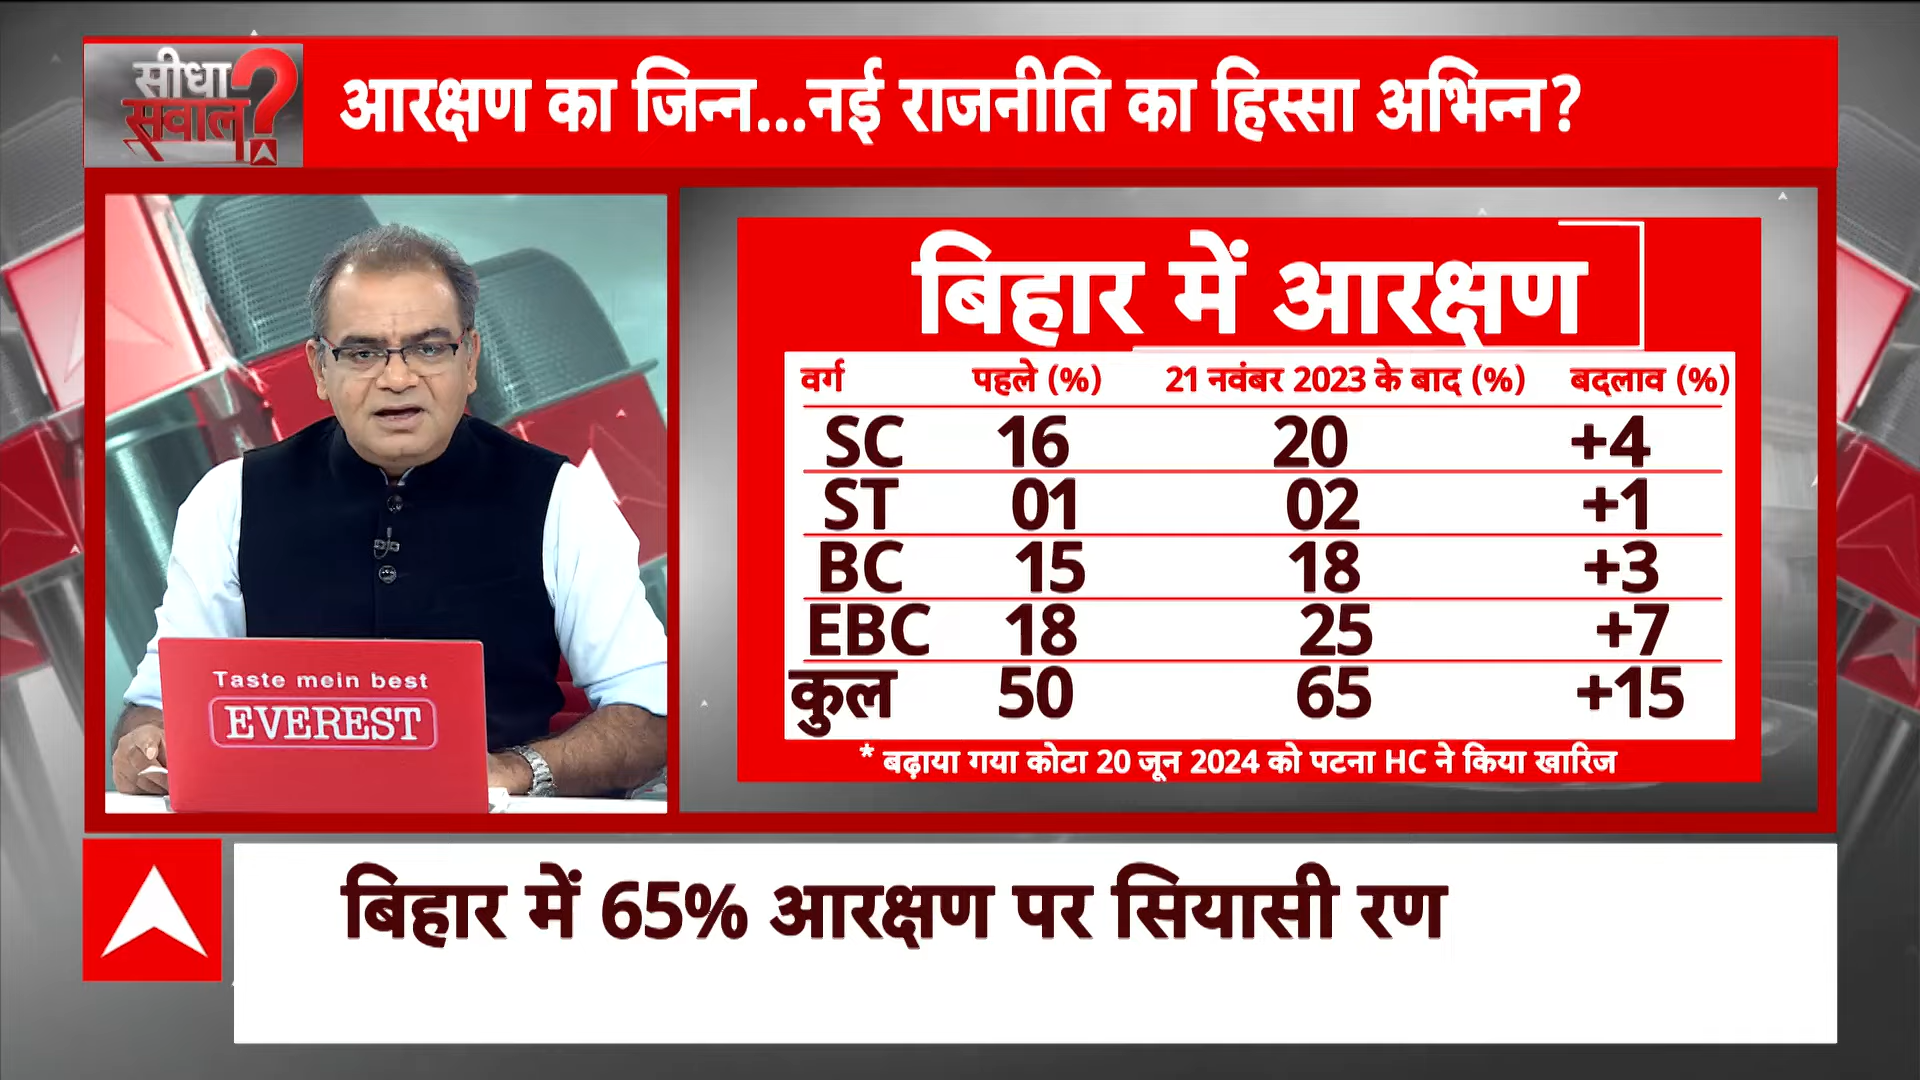 सीधा
सवाल?
आरक्षण का जिन्न...नई राजनीति का हिस्सा अभिन्न?
बिहार में आरक्षण
वर्ग पहले (%) 21 नवंबर 2023 के बाद (%) बदलाव (%)
SC 16 20 +4
ST 01 02 +1
BC 15 18 +3
EBC 18 25 +7
कुल 50 65 +15
* बढ़ाया गया कोटा 20 जून 2024 को पटना HC ने किया खारिज
Taste mein best
EVEREST
बिहार में 65% आरक्षण पर सियासी रण